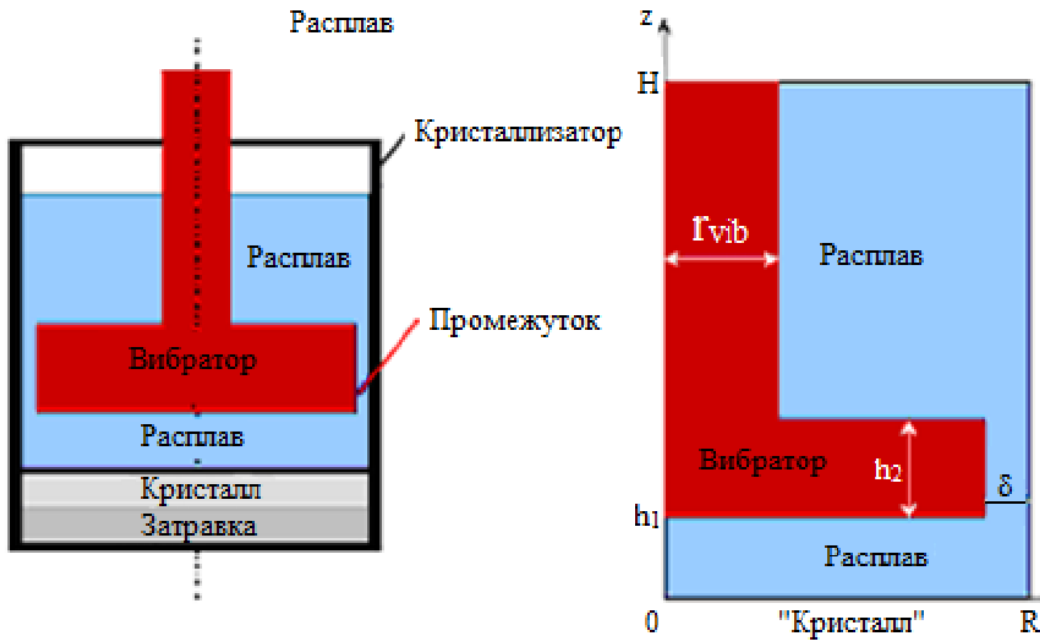 Расплав
Кристаллизатор
Расплав
Промежуток
Вибратор
Расплав
Кристалл
Затравка
z
H
rvib
Расплав
Вибратор
h2
δ
h1
Расплав
0
"Кристалл"
R